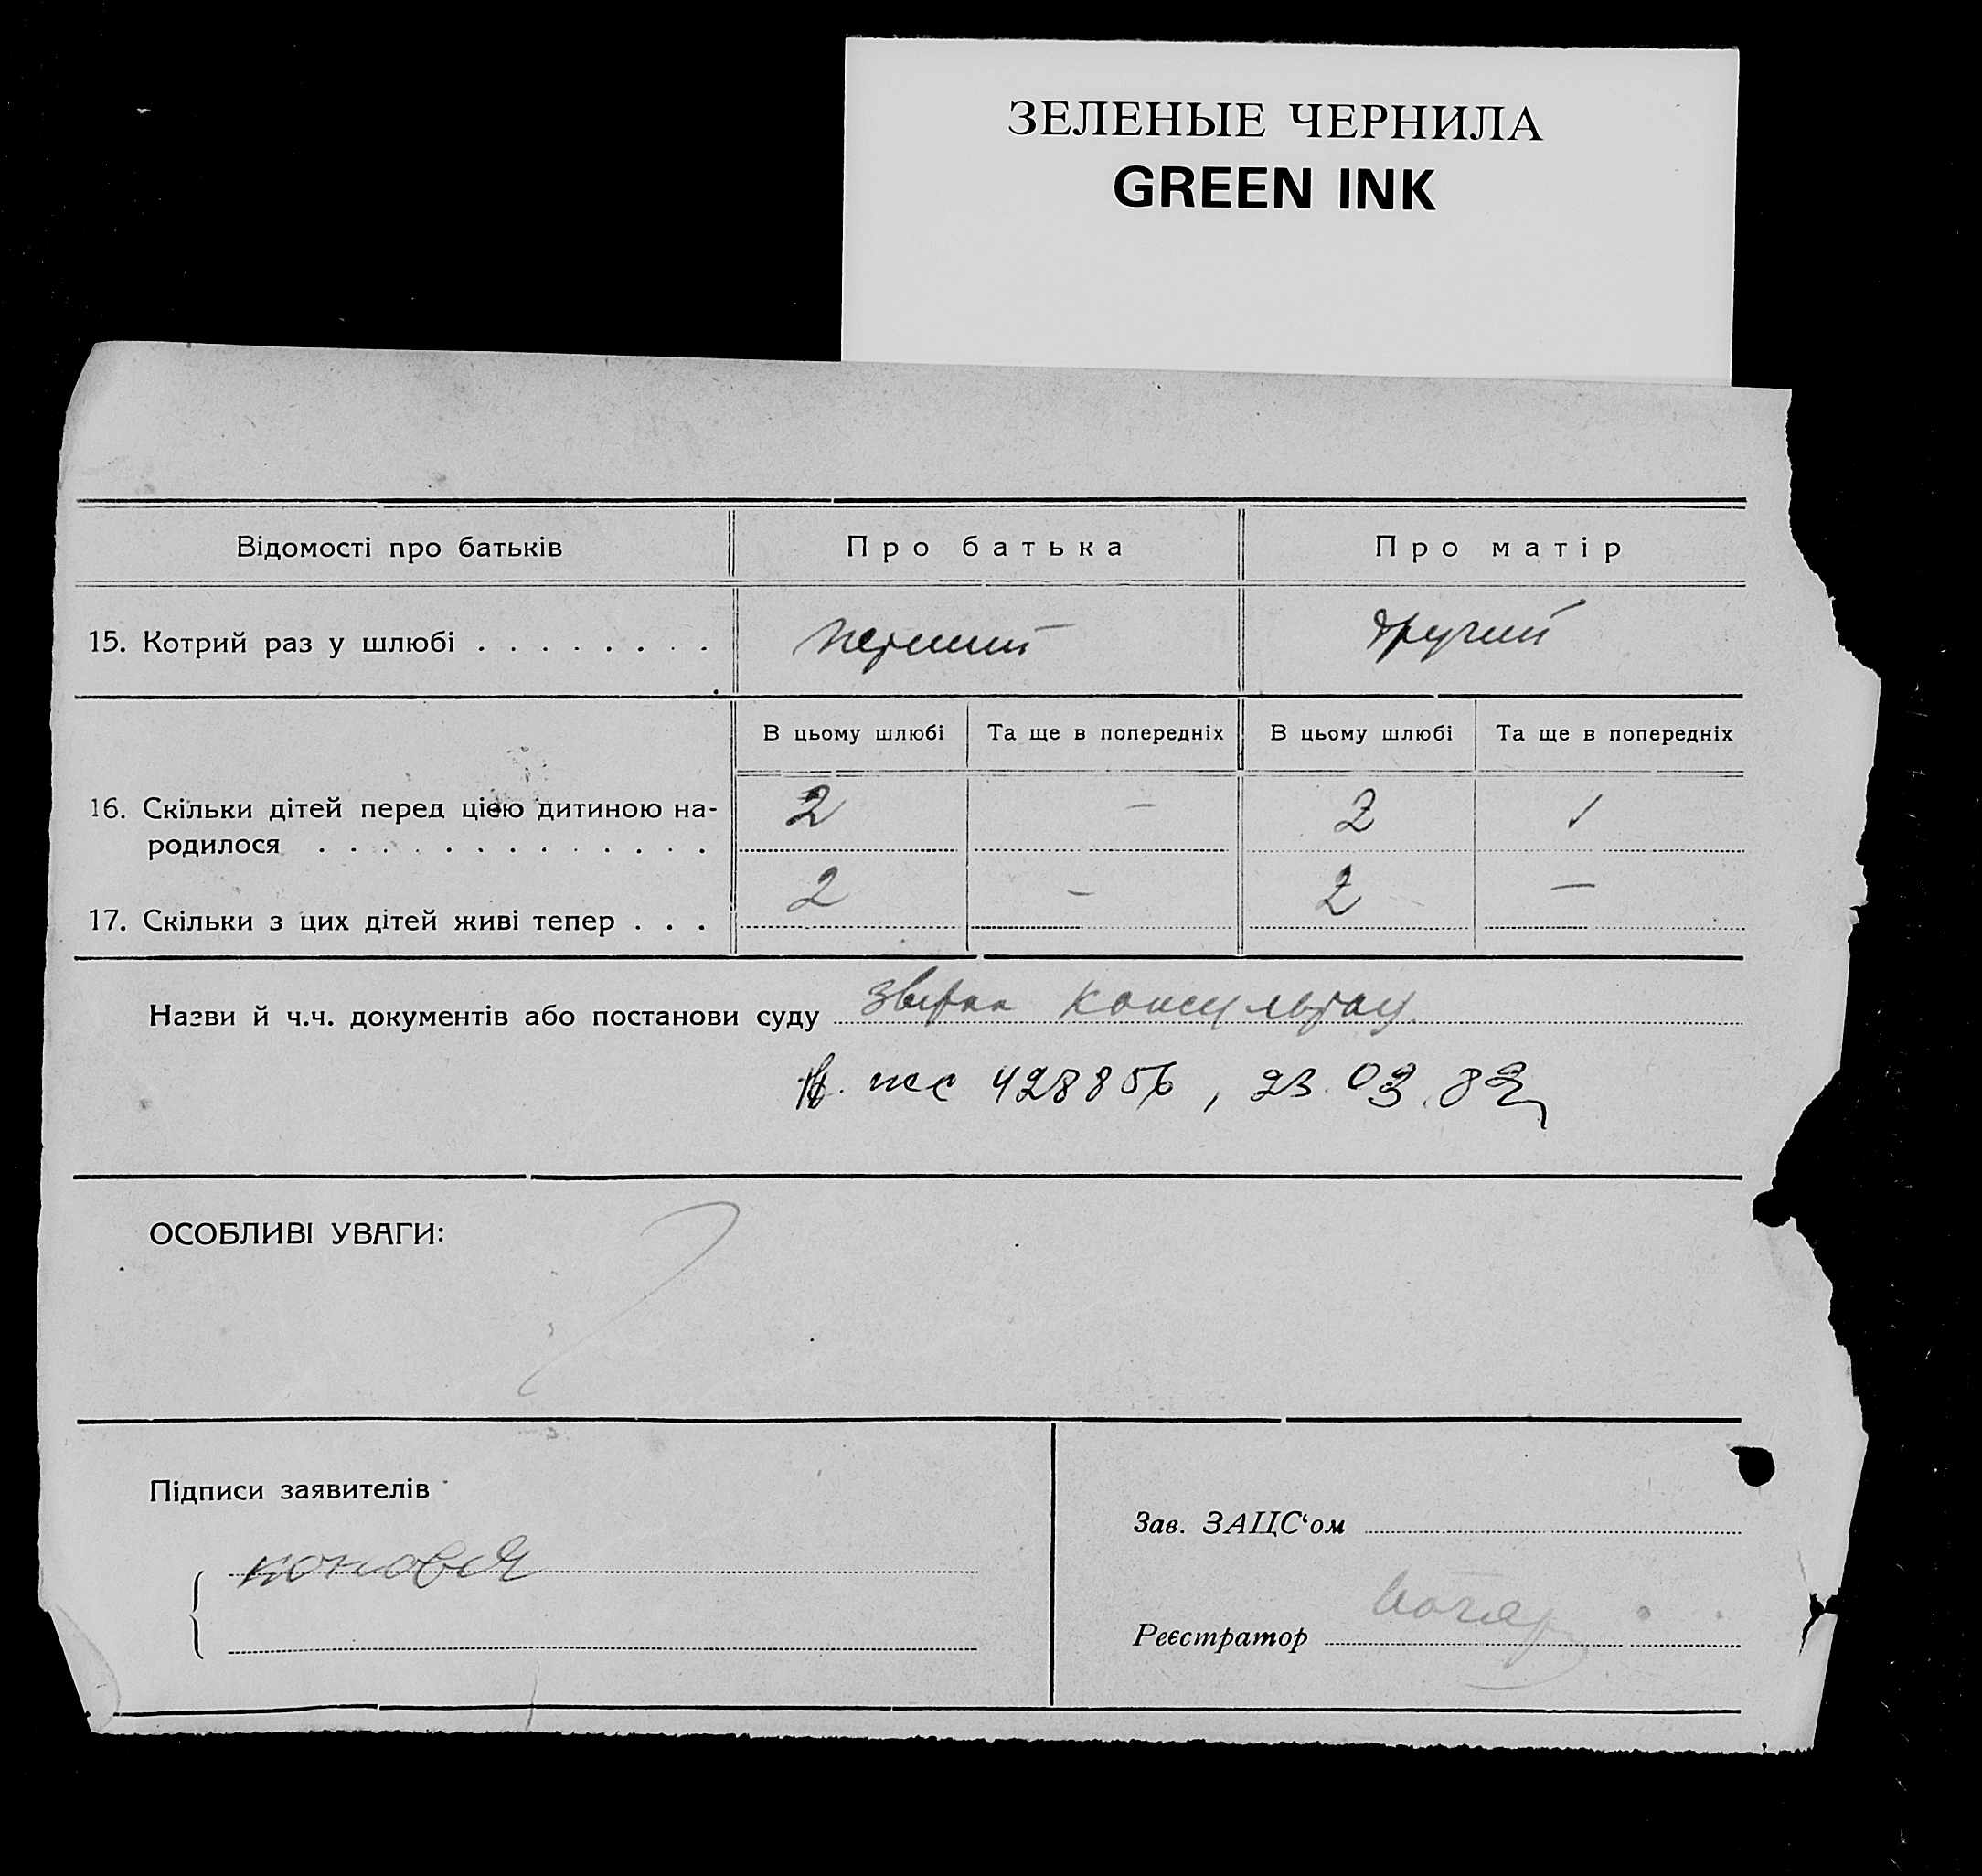 ЗЕЛЕНЫЕ ЧЕРНИЛА
GREEN INK
Відомості про батьків Про батька Про матір
15. Котрий раз у шлюбі . . . . . . . . перший другий
В цьому шлюбі Та ще в попередніх В цьому шлюбі Та ще в попередніх
16. Скільки дітей перед цією дитиною на-
родилося . . . . . . . . . . . . . 2 — 2 1
17. Скільки з цих дітей живі тепер . . . 2 — 2 —
Назви й ч.ч. документів або постанови суду
428856, 23.03.82
ОСОБЛИВІ УВАГИ:
Підписи заявителів
Зав. ЗАЦС‘ом
Реєстратор